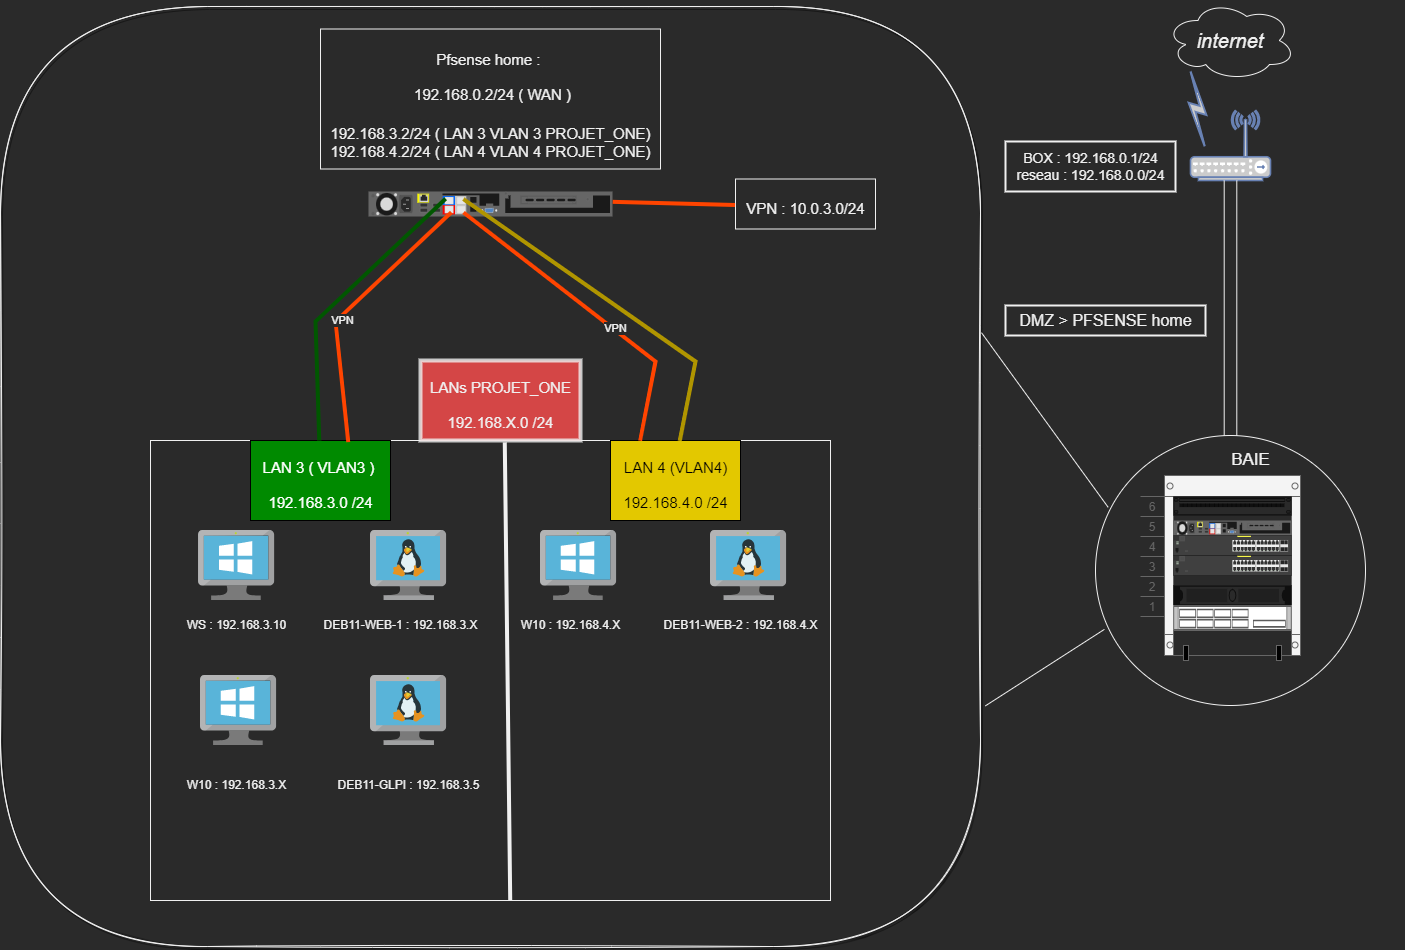 Pfsense home :
192.168.0.2/24 ( WAN )
192.168.3.2/24 ( LAN 3 VLAN 3 PROJET_ONE)
192.168.4.2/24 ( LAN 4 VLAN 4 PROJET_ONE)
internet
BOX : 192.168.0.1/24
reseau : 192.168.0.0/24
VPN : 10.0.3.0/24
DMZ > PFSENSE home
VPN
VPN
LANs PROJET_ONE
192.168.X.0 /24
LAN 3 ( VLAN3 )
192.168.3.0 /24
LAN 4 (VLAN4)
192.168.4.0 /24
WS : 192.168.3.10
DEB11-WEB-1 : 192.168.3.X
W10 : 192.168.4.X
DEB11-WEB-2 : 192.168.4.X
W10 : 192.168.3.X
DEB11-GLPI : 192.168.3.5
BAIE
6
5
4
3
2
1